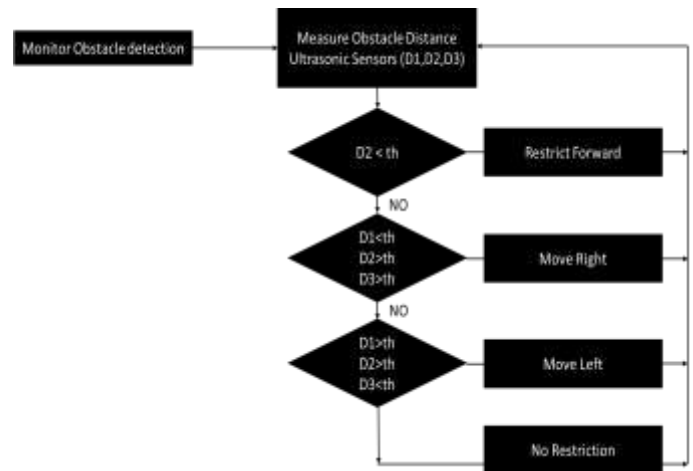 Monitor Obstacle detection
Measure Obstacle Distance
Ultrasonic Sensors (D1,D2,D3)
D2 < th
Restrict Forward
NO
D1<th
D2>th
D3>th
Move Right
NO
D1>th
D2>th
D3<th
Move Left
No Restriction